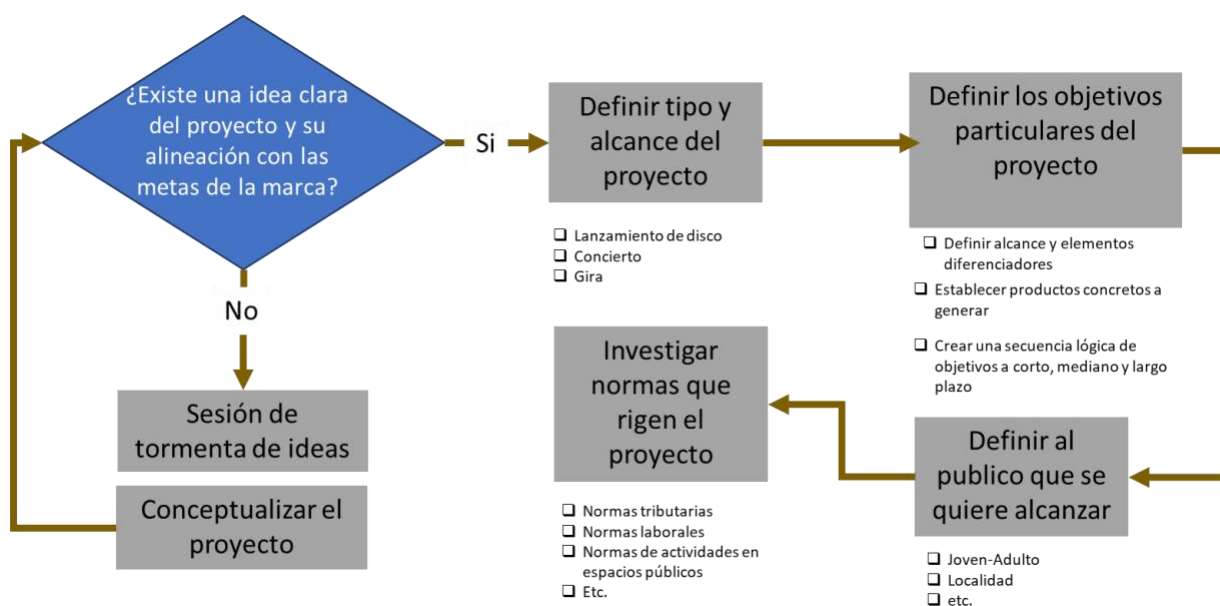 ¿Existe una idea clara
del proyecto y su
alineación con las
metas de la marca?
Si
No
Sesión de
tormenta de ideas
Conceptualizar el
proyecto
Definir tipo y
alcance del
proyecto
❑ Lanzamiento de disco
❑ Concierto
❑ Gira
Definir los objetivos
particulares del
proyecto
❑ Definir alcance y elementos
diferenciadores
❑ Establecer productos concretos a
generar
❑ Crear una secuencia lógica de
objetivos a corto, mediano y largo
plazo
Definir al
publico que se
quiere alcanzar
❑ Joven-Adulto
❑ Localidad
❑ etc.
Investigar
normas que
rigen el
proyecto
❑ Normas tributarias
❑ Normas laborales
❑ Normas de actividades en
espacios públicos
❑ Etc.